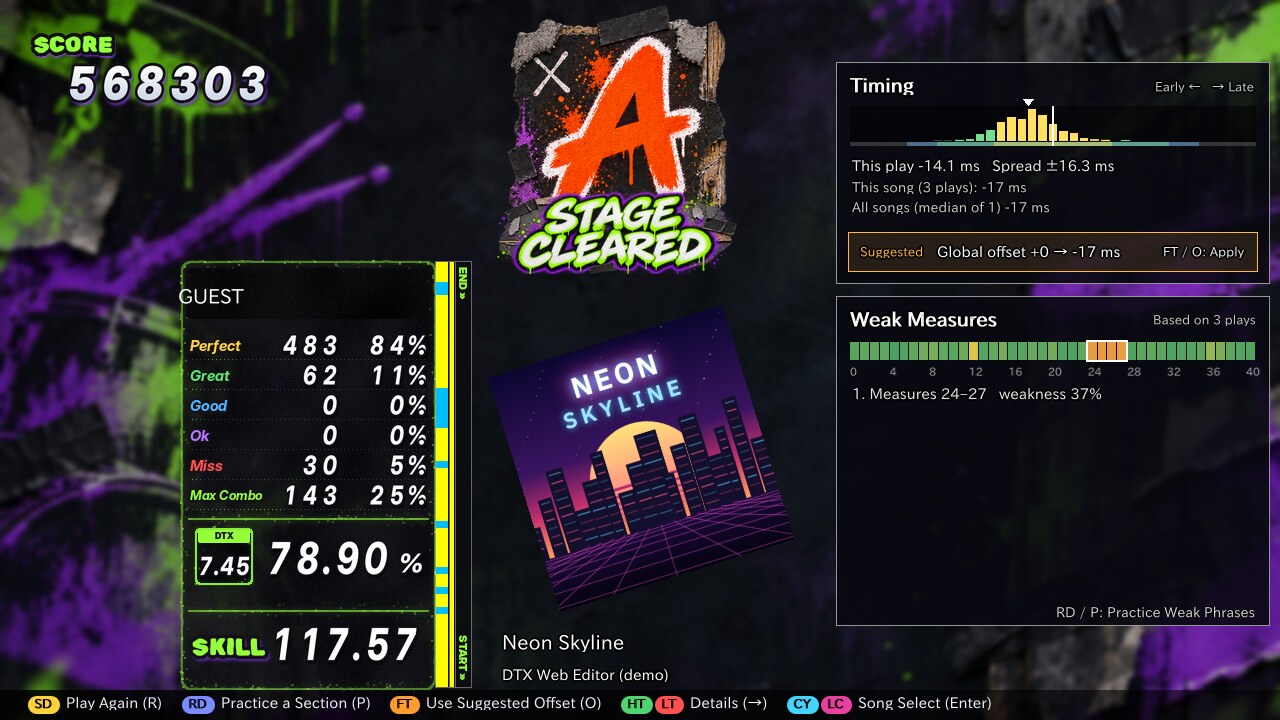 SCORE
568303
A
STAGE
CLEARED
Timing
Early ← → Late
This play -14.1 ms Spread ±16.3 ms
This song (3 plays): -17 ms
All songs (median of 1) -17 ms
Suggested Global offset +0 → -17 ms FT / O: Apply
GUEST
Perfect 483 84%
Great 62 11%
Good 0 0%
Ok 0 0%
Miss 30 5%
Max Combo 143 25%
DTX
7.45 78.90 %
SKILL 117.57
END »
START »
NEON
SKYLINE
Neon Skyline
DTX Web Editor (demo)
Weak Measures Based on 3 plays
0 4 8 12 16 20 24 28 32 36 40
1. Measures 24–27 weakness 37%
RD / P: Practice Weak Phrases
SD Play Again (R) RD Practice a Section (P) FT Use Suggested Offset (O) HT LT Details (→) CY LC Song Select (Enter)